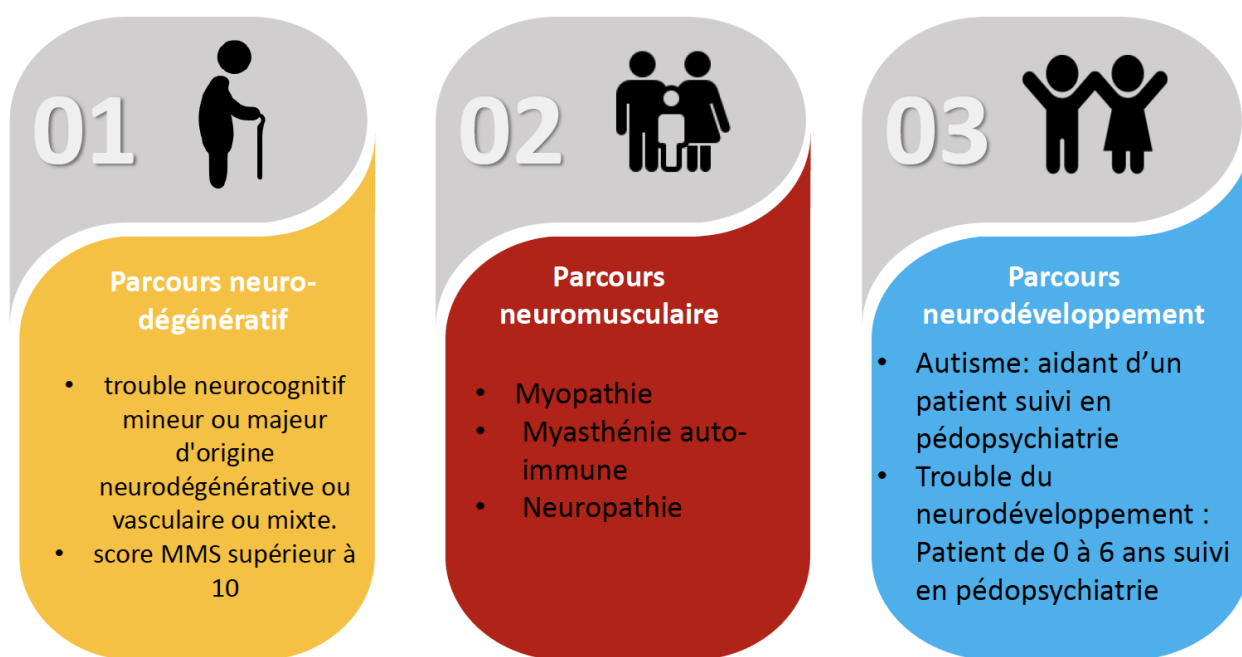 01
Parcours neuro-
dégénératif
• trouble neurocognitif
mineur ou majeur
d'origine
neurodégénérative ou
vasculaire ou mixte.
• score MMS supérieur à
10
02
Parcours
neuromusculaire
• Myopathie
• Myasthénie auto-
immune
• Neuropathie
03
Parcours
neurodéveloppement
• Autisme: aidant d’un
patient suivi en
pédopsychiatrie
• Trouble du
neurodéveloppement :
Patient de 0 à 6 ans suivi
en pédopsychiatrie